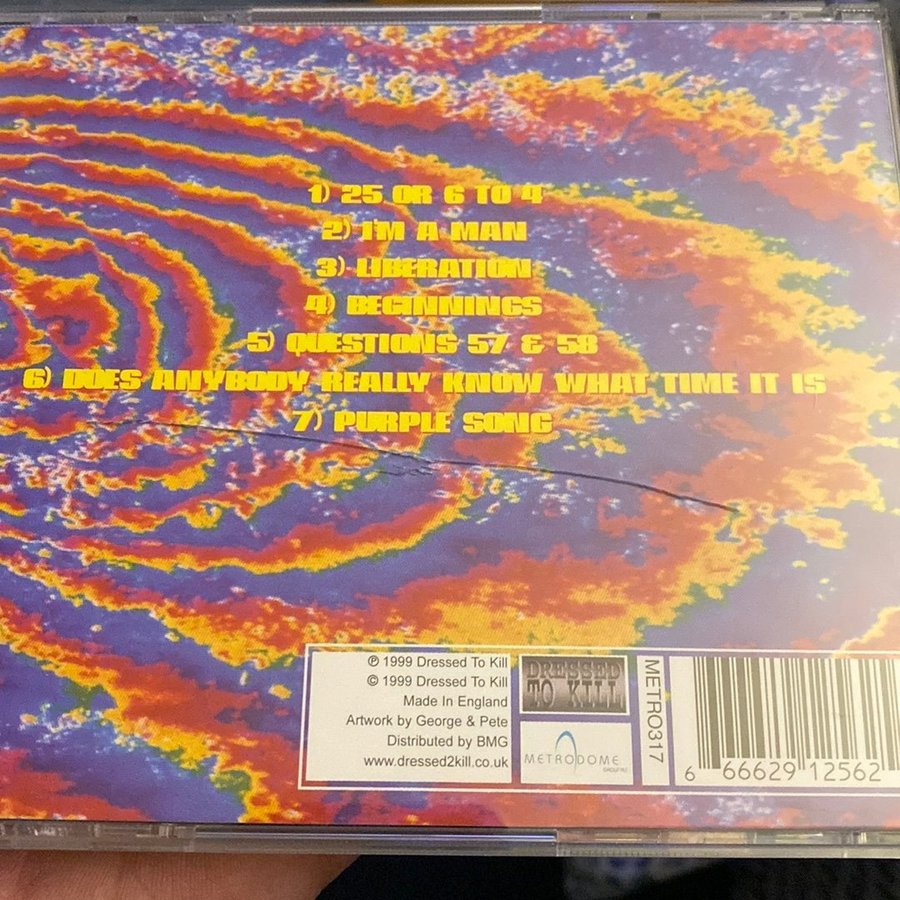 1) 25 OR 6 TO 4
2) I'M A MAN
3) LIBERATION
4) BEGINNINGS
5) QUESTIONS 57 & 58
6) DOES ANYBODY REALLY KNOW WHAT TIME IT IS
7) PURPLE SONG
℗ 1999 Dressed To Kill
© 1999 Dressed To Kill
Made In England
Artwork by George & Pete
Distributed by BMG
www.dressed2kill.co.uk
DRESSED
TO KILL
METRODOME
GROUP PLC
METRO317
6 66629 12562